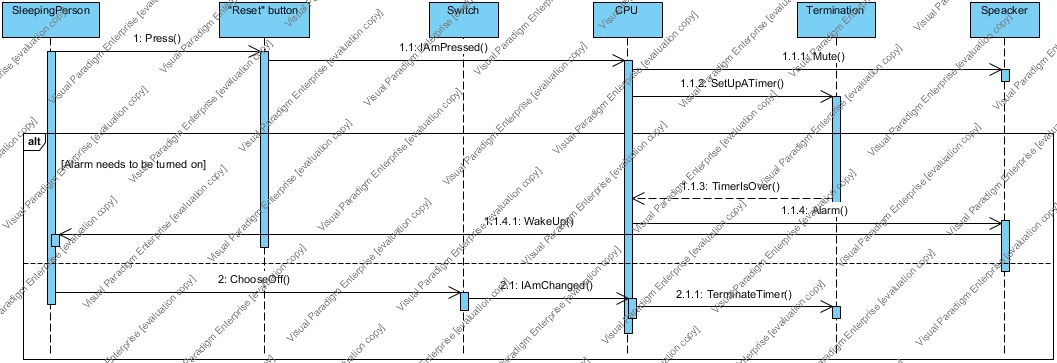 SleepingPerson
Reset" button
Switch
CPU
Termination
Speacker
1: Press()
1.1: IAmPressed()
1.1.1: Mute()
1.1.2: SetUpATimer()
alt
[Alarm needs to be turned on]
1.1.3: TimerIsOver()
1.1.4: Alarm()
1.1.4.1: WakeUp()
2: ChooseOff()
2.1: IAmChanged()
2.1.1: TerminateTimer()
Visual Paradigm Enterprise [evaluation copy]